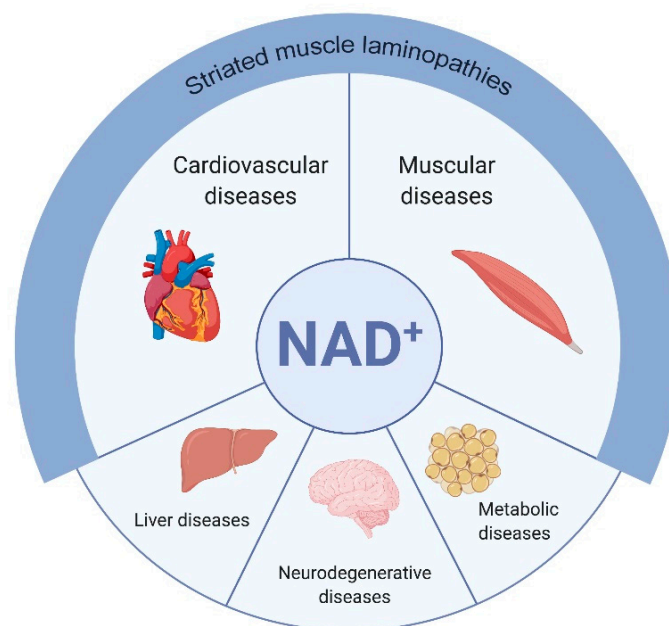 Striated muscle laminopathies
Cardiovascular
diseases
Muscular
diseases
NAD⁺
Liver diseases
Neurodegenerative
diseases
Metabolic
diseases